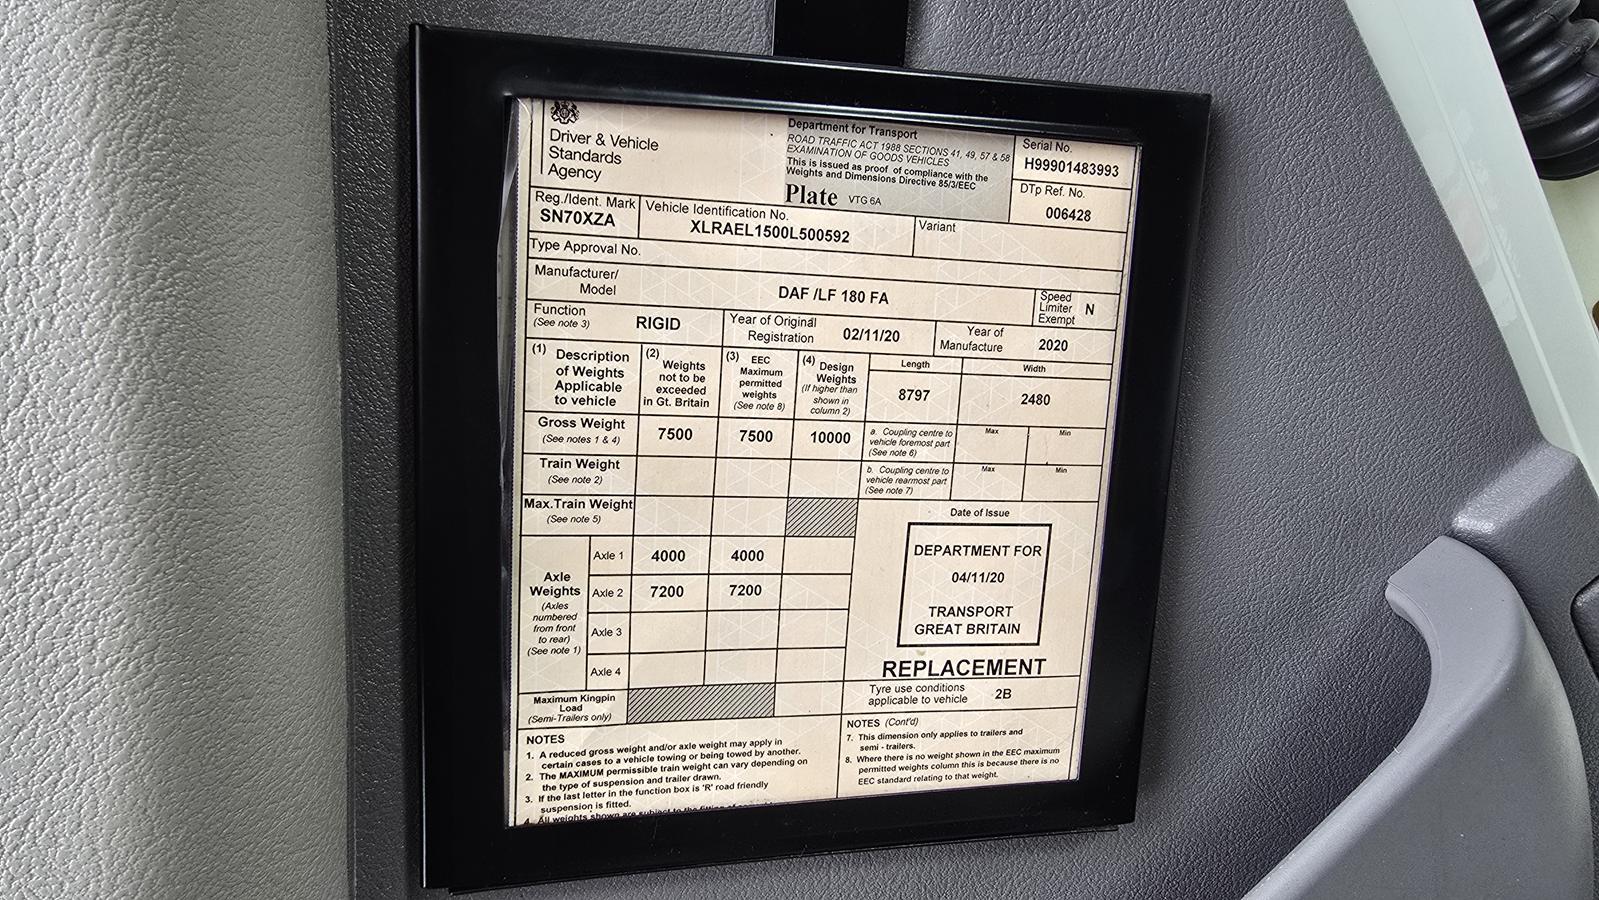 Driver & Vehicle
Standards
Agency
Department for Transport
ROAD TRAFFIC ACT 1988 SECTIONS 41, 49, 57 & 58
EXAMINATION OF GOODS VEHICLES
This is issued as proof of compliance with the
Weights and Dimensions Directive 85/3/EEC
Plate VTG 6A
Serial No.
H99901483993
DTp Ref. No.
006428
Reg./Ident. Mark
SN70XZA
Vehicle Identification No.
XLRAEL1500L500592
Variant
Type Approval No.
Manufacturer/
Model
DAF /LF 180 FA
Speed
Limiter
Exempt
N
Function
(See note 3)
RIGID
Year of Original
Registration
02/11/20
Year of
Manufacture
2020
(1) Description
of Weights
Applicable
to vehicle
(2) Weights
not to be
exceeded
in Gt. Britain
(3) EEC
Maximum
permitted
weights
(See note 8)
(4) Design
Weights
(If higher than
shown in
column 2)
Length
8797
Width
2480
Gross Weight
(See notes 1 & 4)
7500
7500
10000
a. Coupling centre to
vehicle foremost part
(See note 6)
Max
Min
Train Weight
(See note 2)
b. Coupling centre to
vehicle rearmost part
(See note 7)
Max
Min
Max.Train Weight
(See note 5)
Axle
Weights
(Axles
numbered
from front
to rear)
(See note 1)
Axle 1
4000
4000
Axle 2
7200
7200
Axle 3
Axle 4
Maximum Kingpin
Load
(Semi-Trailers only)
Date of Issue
DEPARTMENT FOR
04/11/20
TRANSPORT
GREAT BRITAIN
REPLACEMENT
Tyre use conditions
applicable to vehicle
2B
NOTES
1. A reduced gross weight and/or axle weight may apply in
certain cases to a vehicle towing or being towed by another.
2. The MAXIMUM permissible train weight can vary depending on
the type of suspension and trailer drawn.
3. If the last letter in the function box is 'R' road friendly
suspension is fitted.
4. All weights shown are subject to the fitting of
NOTES (Cont'd)
7. This dimension only applies to trailers and
semi - trailers.
8. Where there is no weight shown in the EEC maximum
permitted weights column this is because there is no
EEC standard relating to that weight.